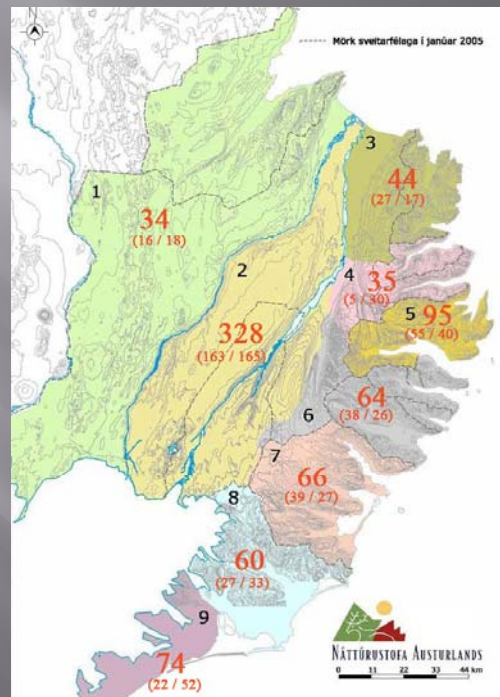 Mörk sveitarfélaga í janúar 2005
1
34
(16 / 18)
2
328
(163 / 165)
3
44
(27 / 17)
4
35
(5 / 30)
5
95
(55 / 40)
6
64
(38 / 26)
7
66
(39 / 27)
8
60
(27 / 33)
9
74
(22 / 52)
NÁTTÚRUSTOFA AUSTURLANDS
0 11 22 33 44 km